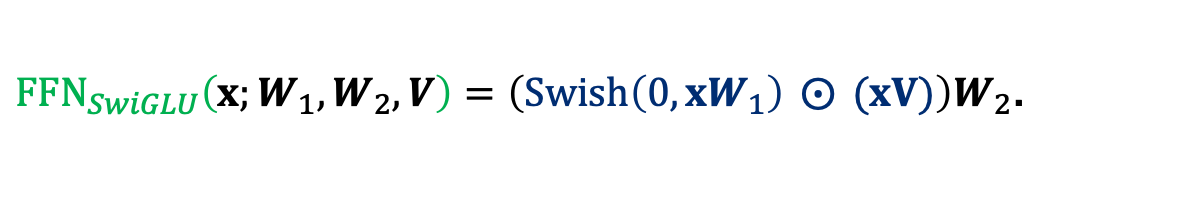 FFN_SwiGLU(x; W_1, W_2, V) = (Swish(0, xW_1) ⊙ (xV))W_2.